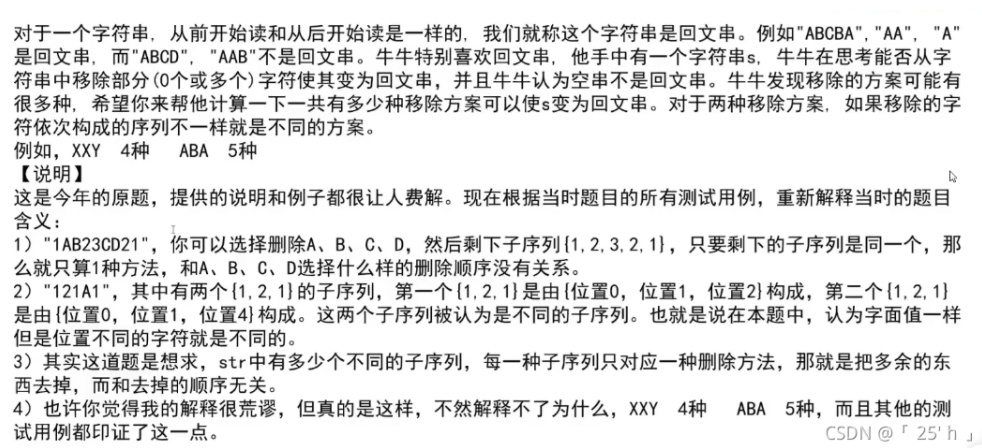 对于一个字符串，从前开始读和从后开始读是一样的，我们就称这个字符串是回文串。例如"ABCBA","AA", "A"
是回文串，而"ABCD", "AAB"不是回文串。牛牛特别喜欢回文串，他手中有一个字符串s，牛牛在思考能否从字
符串中移除部分(0个或多个)字符使其变为回文串，并且牛牛认为空串不是回文串。牛牛发现移除的方案可能有
很多种，希望你来帮他计算一下一共有多少种移除方案可以使s变为回文串。对于两种移除方案，如果移除的字
符依次构成的序列不一样就是不同的方案。
例如，XXY 4种 ABA 5种
【说明】
这是今年的原题，提供的说明和例子都很让人费解。现在根据当时题目的所有测试用例，重新解释当时的题目
含义：
1）"1AB23CD21"，你可以选择删除A、B、C、D，然后剩下子序列{1,2,3,2,1}，只要剩下的子序列是同一个，那
么就只算1种方法，和A、B、C、D选择什么样的删除顺序没有关系。
2）"121A1"，其中有两个{1,2,1}的子序列，第一个{1,2,1}是由{位置0，位置1，位置2}构成，第二个{1,2,1}
是由{位置0，位置1，位置4}构成。这两个子序列被认为是不同的子序列。也就是说在本题中，认为字面值一样
但是位置不同的字符就是不同的。
3）其实这道题是想求，str中有多少个不同的子序列，每一种子序列只对应一种删除方法，那就是把多余的东
西去掉，而和去掉的顺序无关。
4）也许你觉得我的解释很荒谬，但真的是这样，不然解释不了为什么，XXY 4种 ABA 5种，而且其他的测
试用例都印证了这一点。
CSDN @「 25' h 」